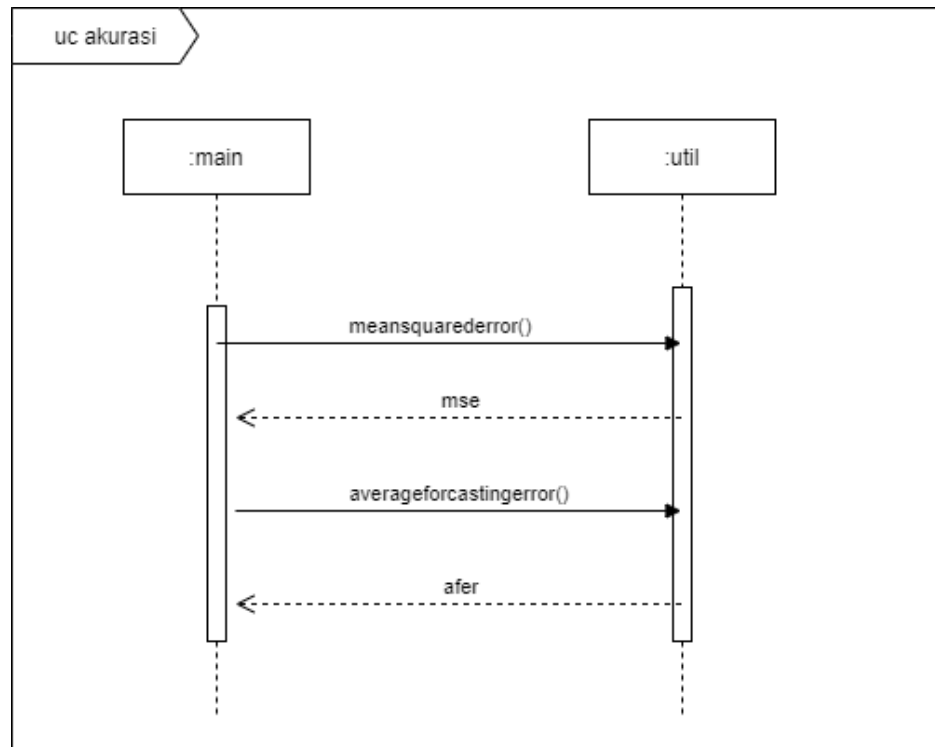 uc akurasi
:main
:util
meansquarederror()
mse
averageforcastingerror()
afer